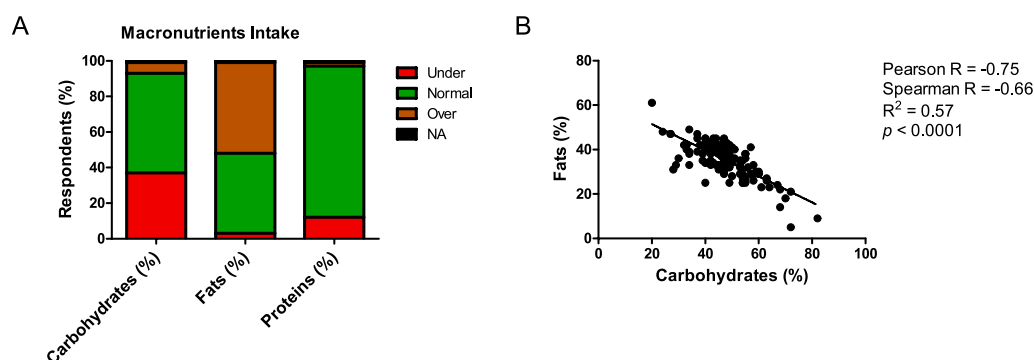 A
Macronutrients Intake
Respondents (%)
100
80
60
40
20
0
Carbohydrates (%)
Fats (%)
Proteins (%)
Under
Normal
Over
NA
B
Fats (%)
80
60
40
20
0
0 20 40 60 80 100
Carbohydrates (%)
Pearson R = -0.75
Spearman R = -0.66
R² = 0.57
p < 0.0001